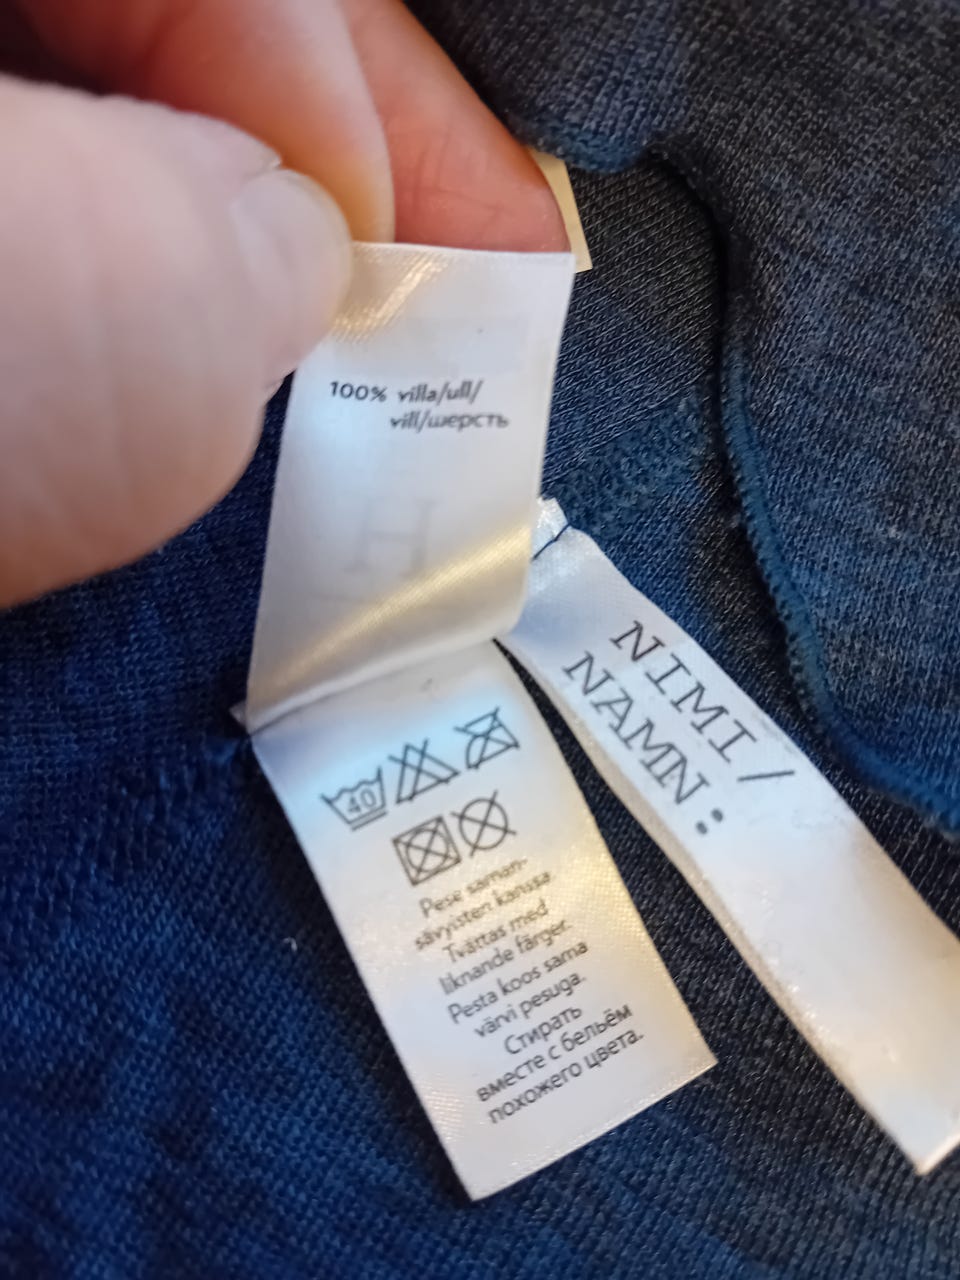 100% villa/ull/
vill/шерсть
H
40
Pese saman-
sävyisten kanssa
Tvättas med
liknande färger.
Pesta koos sama
värvi pesuga.
Стирать
вместе с бельём
похожего цвета.
NIMI/
NAMN: